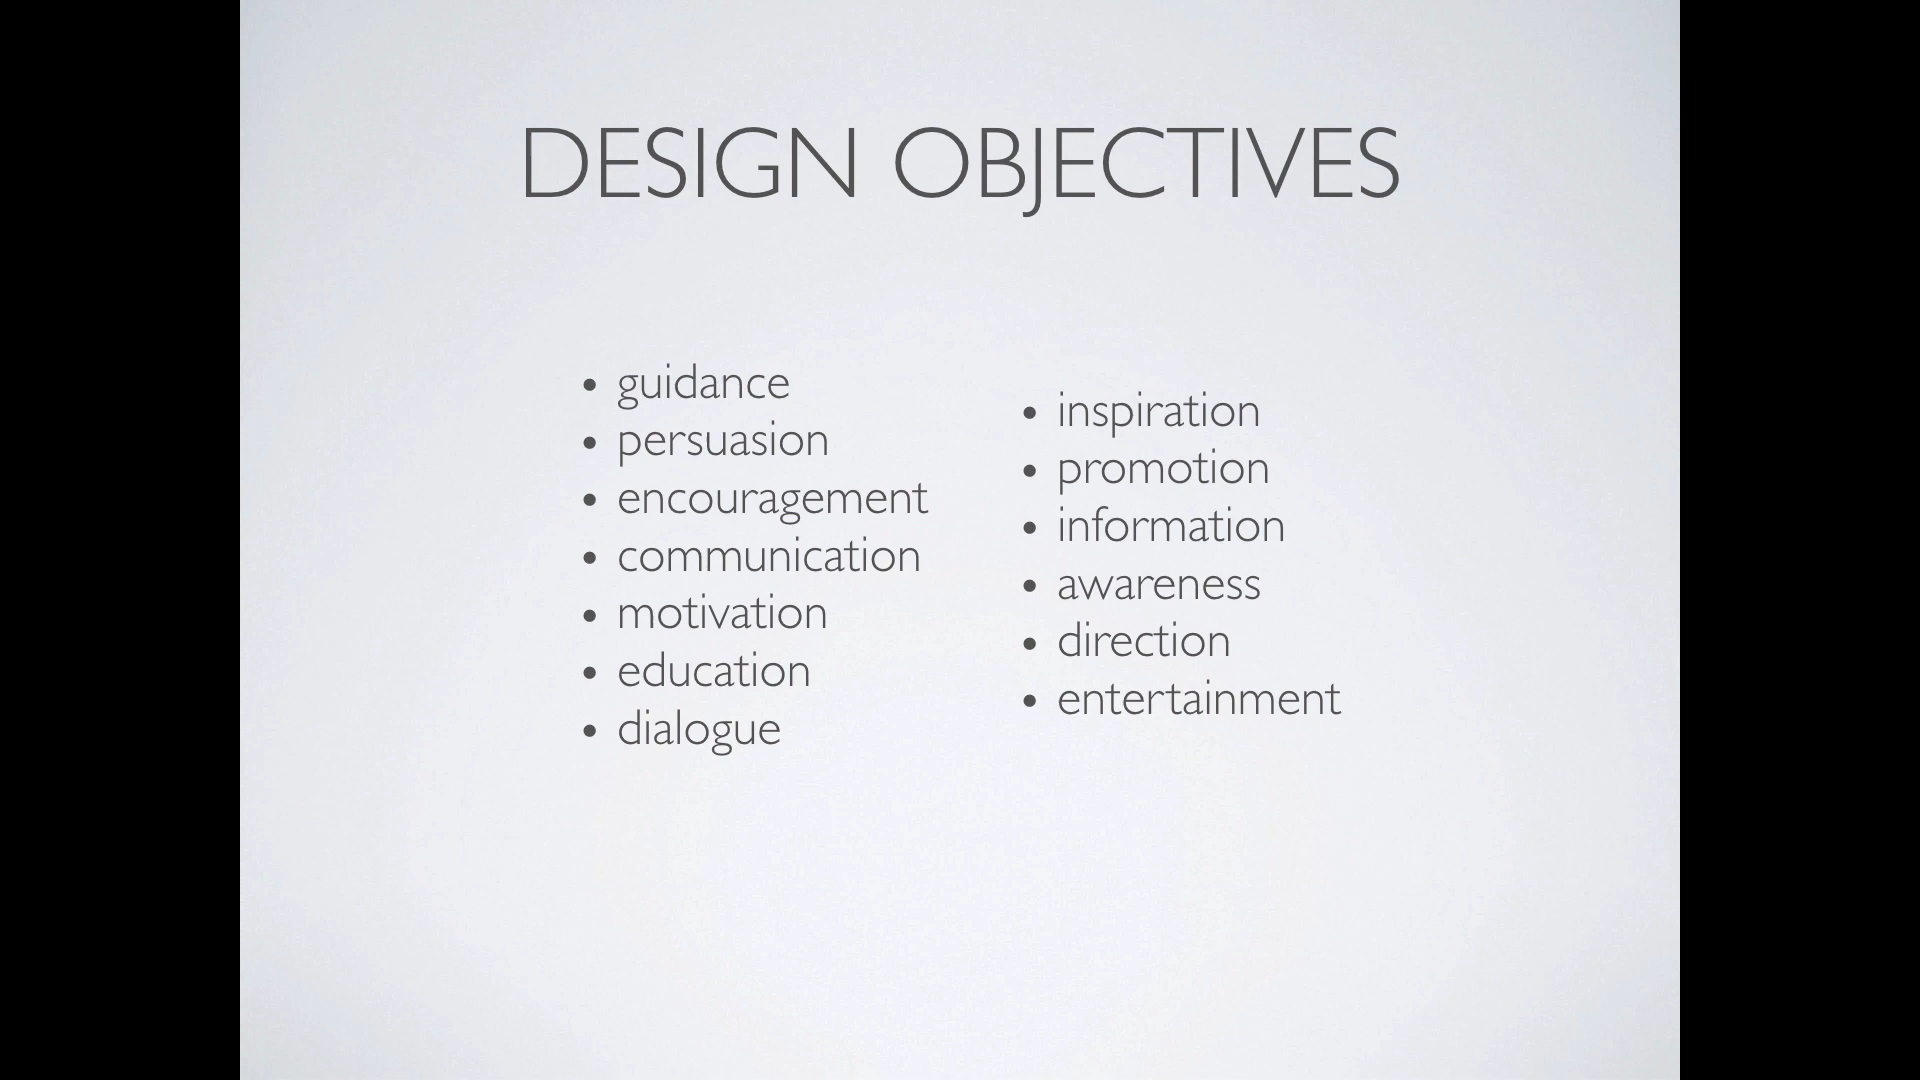 DESIGN OBJECTIVES
• guidance
• persuasion
• encouragement
• communication
• motivation
• education
• dialogue
• inspiration
• promotion
• information
• awareness
• direction
• entertainment